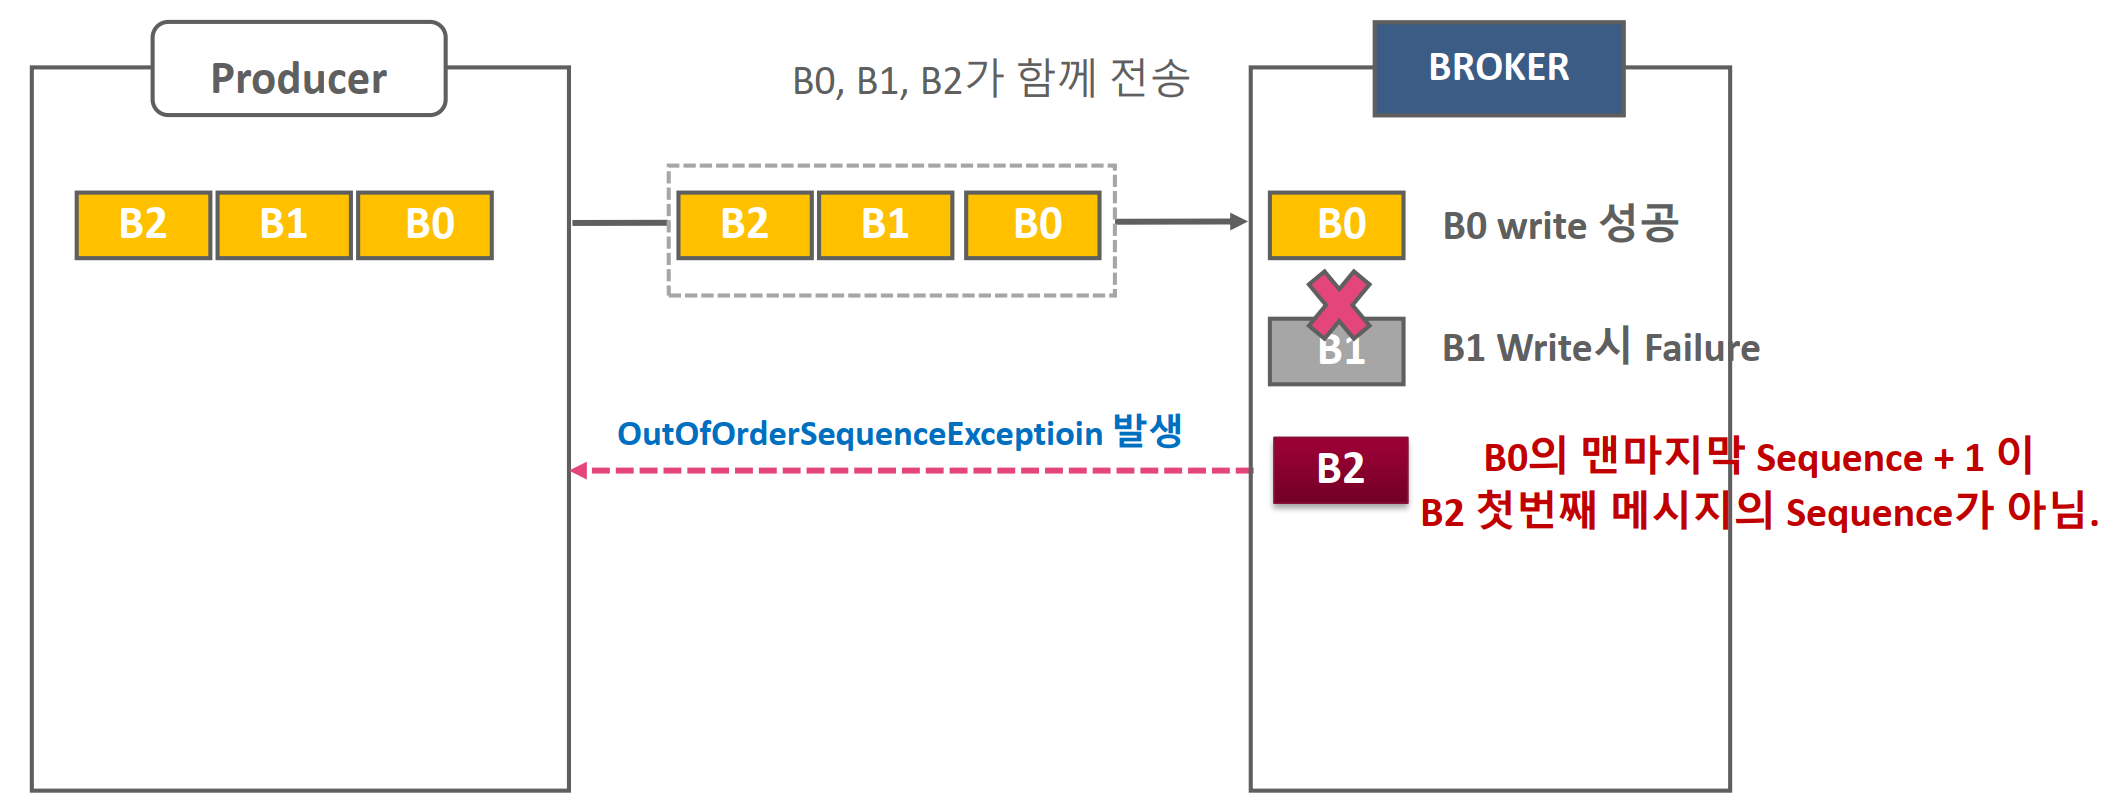 Producer
B0, B1, B2가 함께 전송
BROKER
B2 B1 B0
B2 B1 B0
B0
B0 write 성공
B1
B1 Write시 Failure
OutOfOrderSequenceExceptioin 발생
B2
B0의 맨마지막 Sequence + 1 이
B2 첫번째 메시지의 Sequence가 아님.